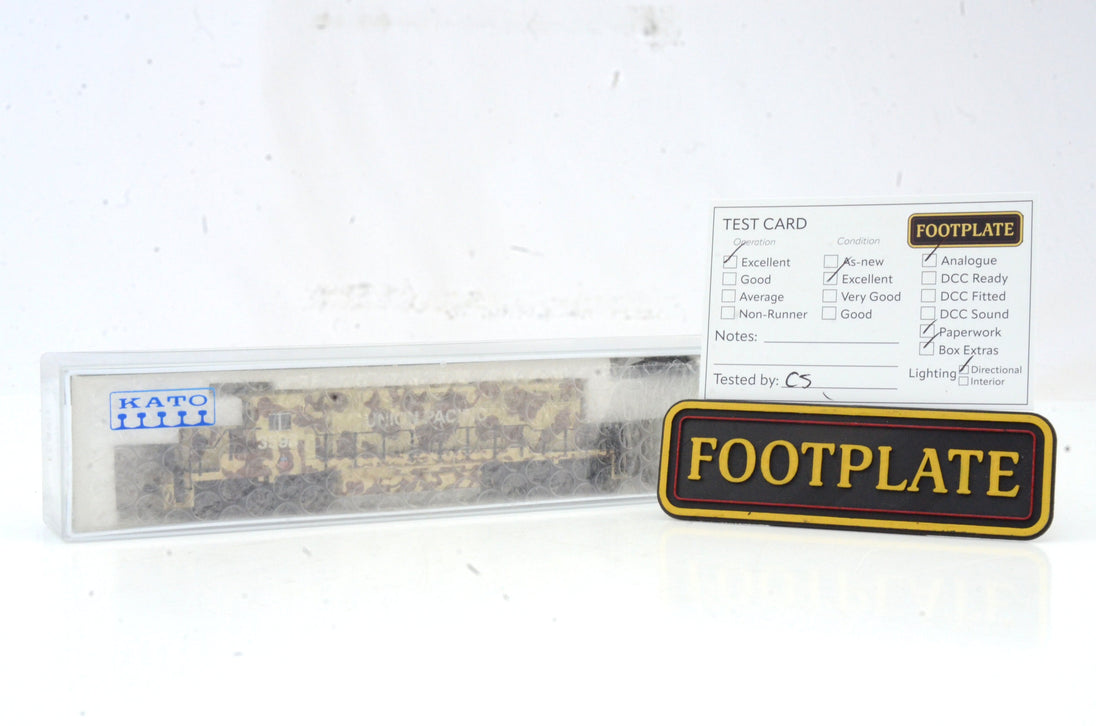 KATO
UNION PACIFIC
TEST CARD
FOOTPLATE
Operation
Excellent
Good
Average
Non-Runner
Condition
As-new
Excellent
Very Good
Good
Analogue
DCC Ready
DCC Fitted
DCC Sound
Paperwork
Box Extras
Notes:
Lighting
Directional
Interior
Tested by: CS
FOOTPLATE